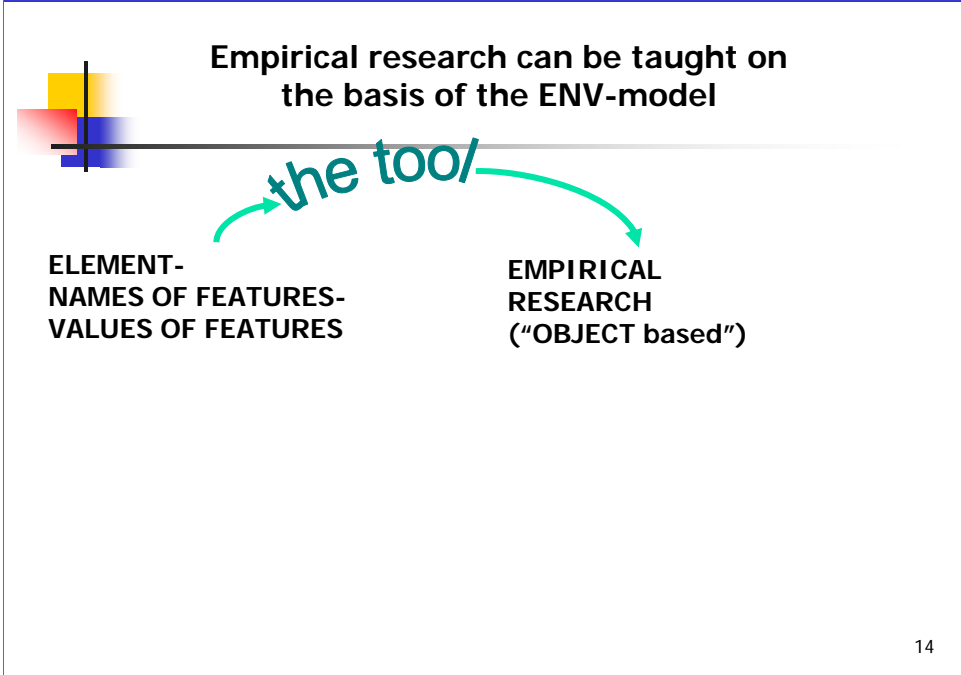 Empirical research can be taught on
the basis of the ENV-model
the tool
ELEMENT-
NAMES OF FEATURES-
VALUES OF FEATURES
EMPIRICAL
RESEARCH
(“OBJECT based”)
14